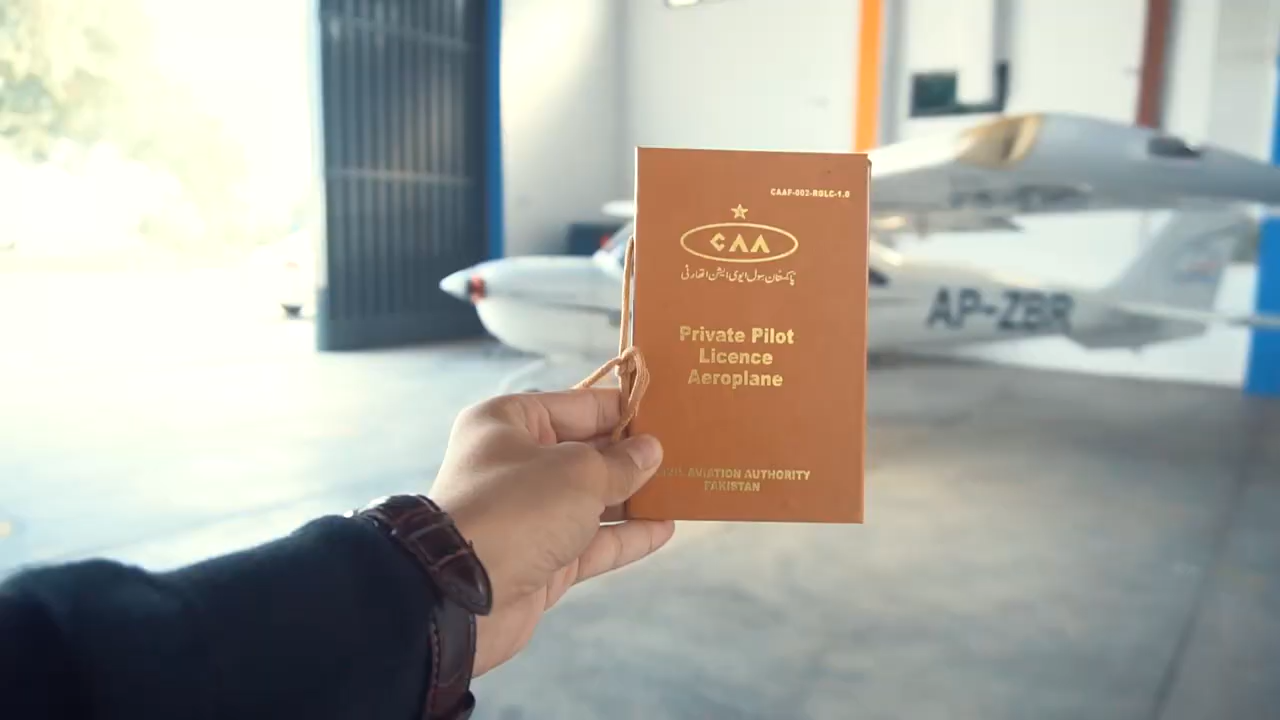 CAAF-002-RGLC-1.0
CAA
پاکستان سول ایوی ایشن اتھارٹی
Private Pilot
Licence
Aeroplane
AVIATION AUTHORITY
PAKISTAN
AP-ZBR